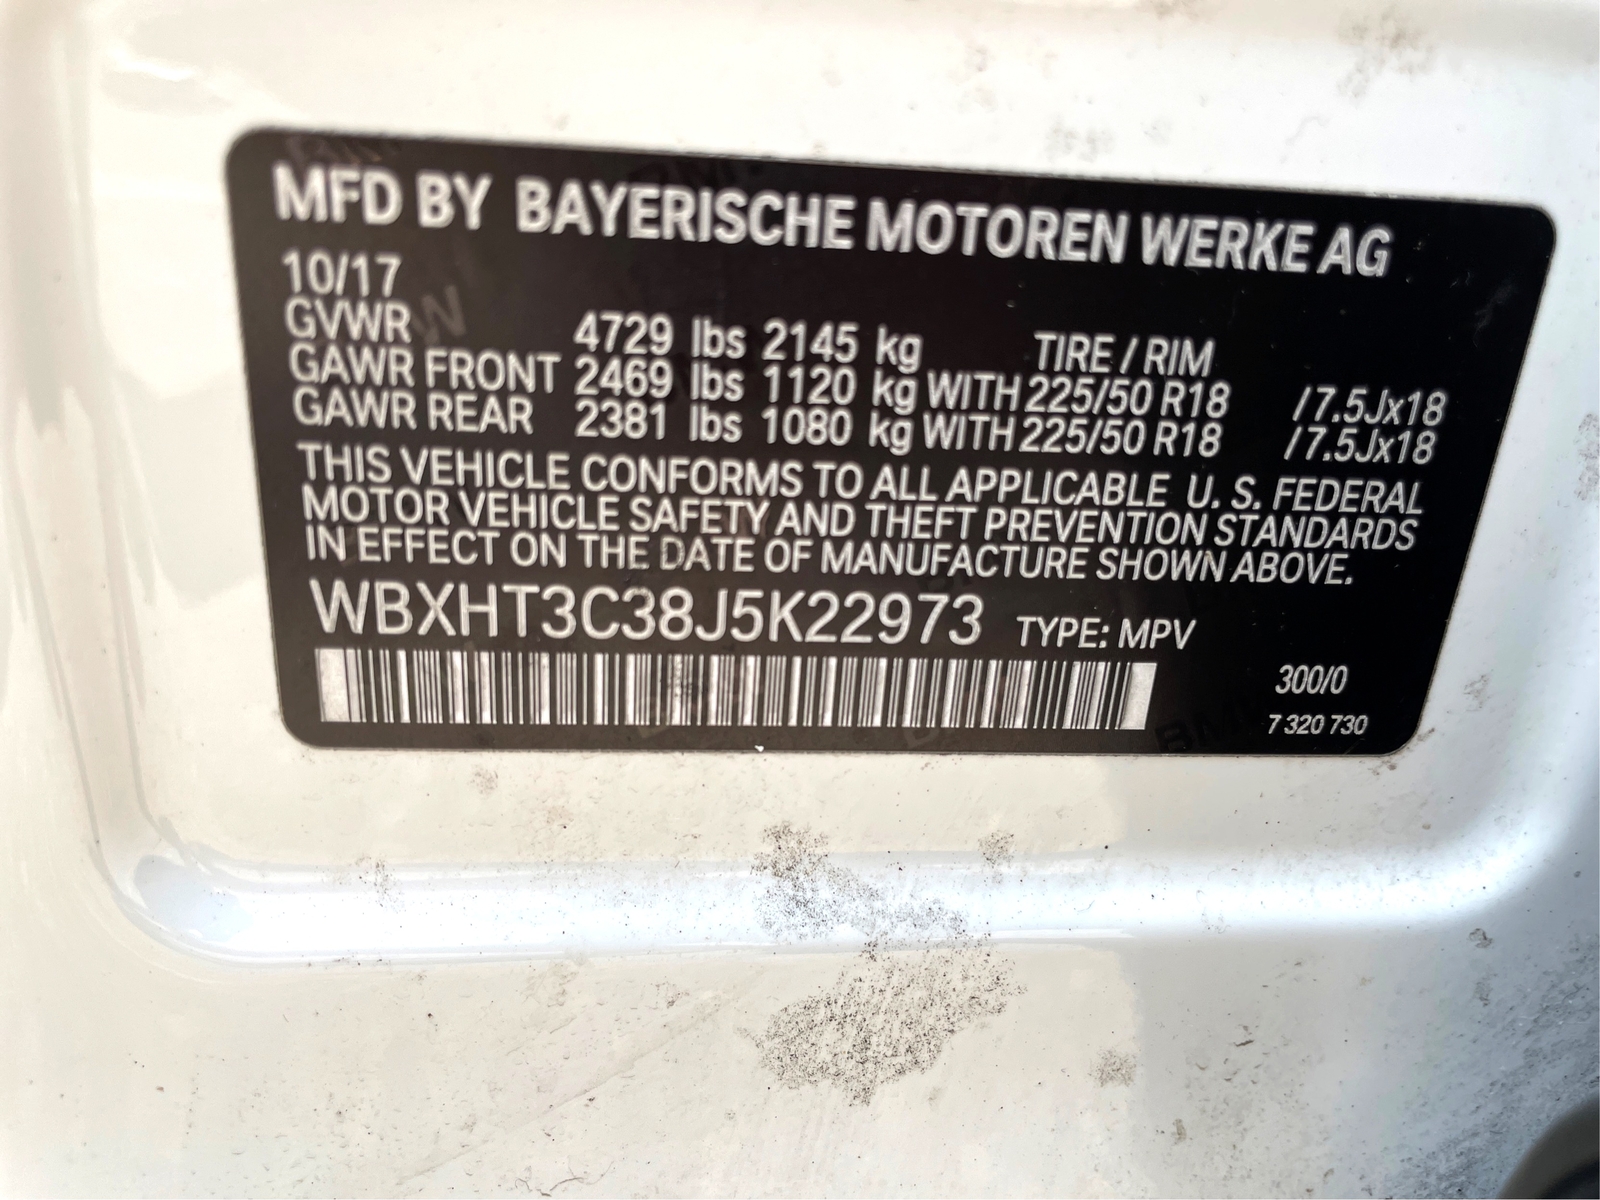 MFD BY BAYERISCHE MOTOREN WERKE AG
10/17
GVWR 4729 lbs 2145 kg TIRE / RIM
GAWR FRONT 2469 lbs 1120 kg WITH 225/50 R18 /7.5Jx18
GAWR REAR 2381 lbs 1080 kg WITH 225/50 R18 /7.5Jx18
THIS VEHICLE CONFORMS TO ALL APPLICABLE U. S. FEDERAL
MOTOR VEHICLE SAFETY AND THEFT PREVENTION STANDARDS
IN EFFECT ON THE DATE OF MANUFACTURE SHOWN ABOVE.
WBXHT3C38J5K22973 TYPE: MPV
300/0
7 320 730